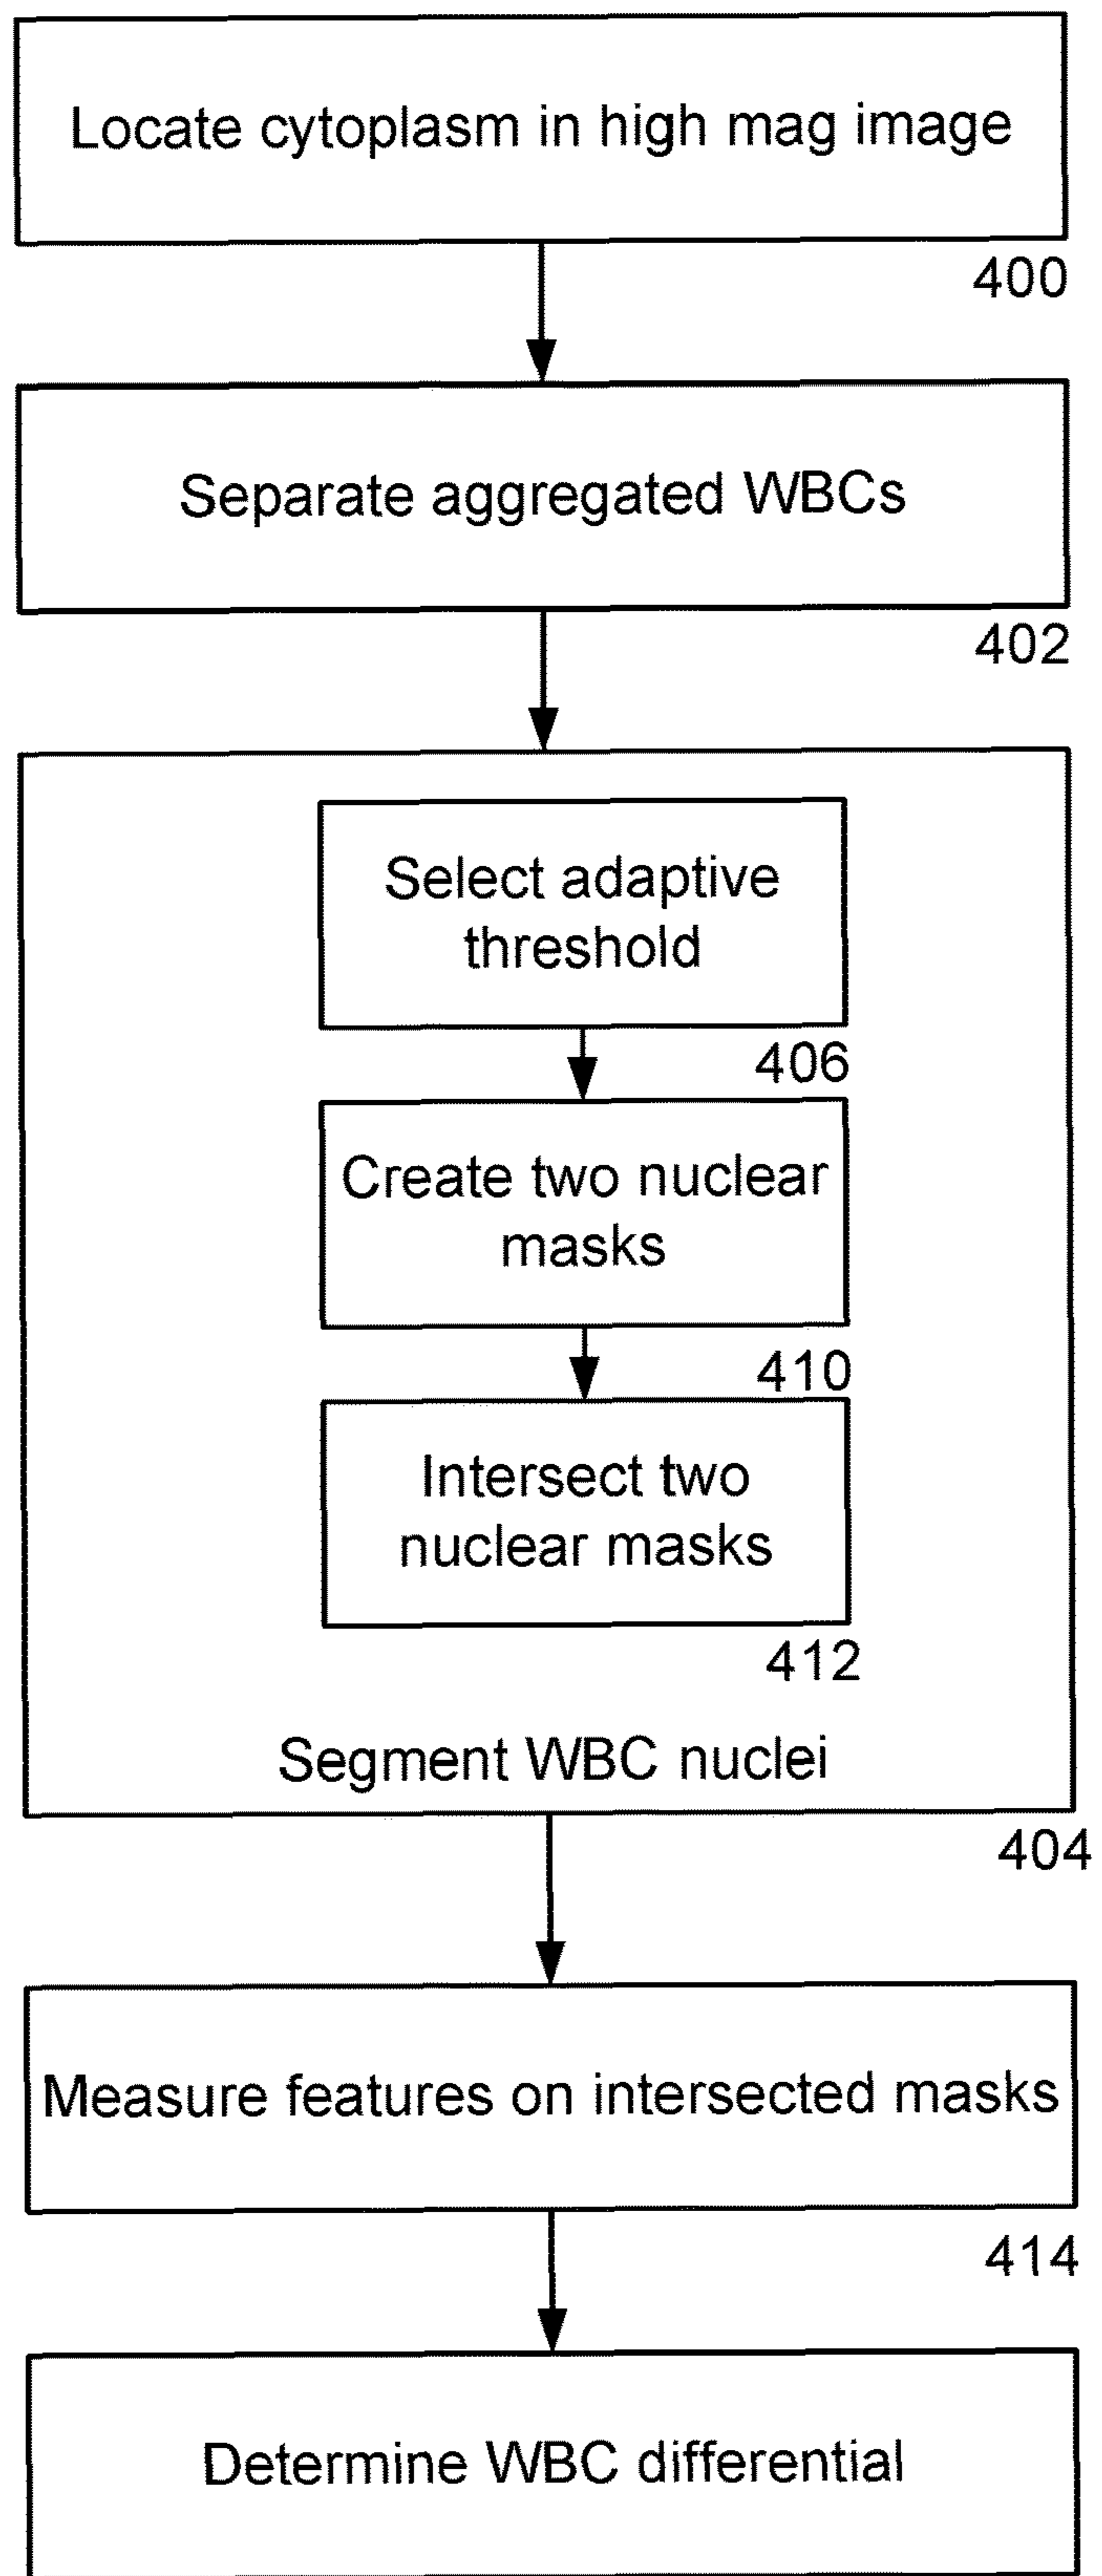 Locate cytoplasm in high mag image
400
Separate aggregated WBCs
402
Select adaptive
threshold
406
Create two nuclear
masks
410
Intersect two
nuclear masks
412
Segment WBC nuclei
404
Measure features on intersected masks
414
Determine WBC differential